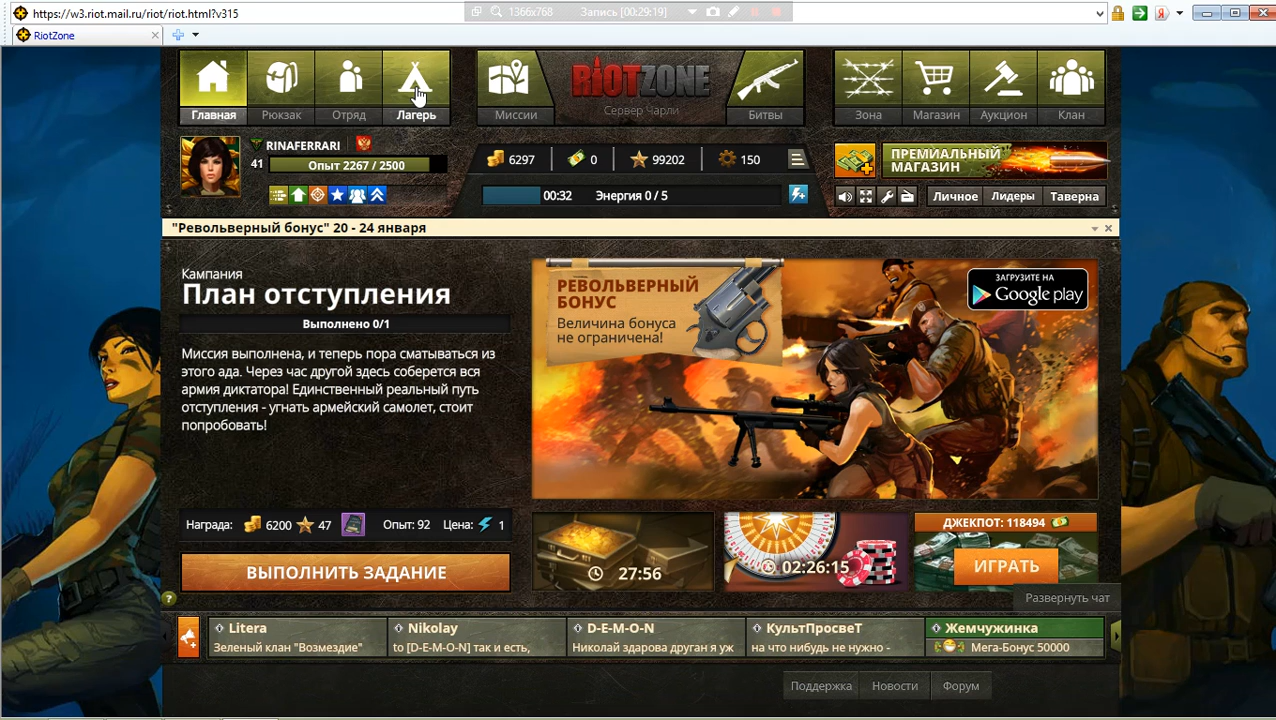 https://w3.riot.mail.ru/riot/riot.html?v315
1366x768 Запись [00:29:19]
RiotZone
Главная Рюкзак Отряд Лагерь Миссии RIOTZONE Битвы Зона Магазин Аукцион Клан
Сервер Чарли
RINAFERRARI
41 Опыт 2267 / 2500
6297 0 99202 150
00:32 Энергия 0 / 5
ПРЕМИАЛЬНЫЙ
МАГАЗИН
Личное Лидеры Таверна
"Револьверный бонус" 20 - 24 января
Кампания
План отступления
Выполнено 0/1
Миссия выполнена, и теперь пора сматываться из
этого ада. Через час другой здесь соберется вся
армия диктатора! Единственный реальный путь
отступления - угнать армейский самолет, стоит
попробовать!
Награда: 6200 47 Опыт: 92 Цена: 1
ВЫПОЛНИТЬ ЗАДАНИЕ
РЕВОЛЬВЕРНЫЙ
БОНУС
Величина бонуса
не ограничена!
ЗАГРУЗИТЕ НА
Google play
27:56
02:26:15
ДЖЕКПОТ: 118494
ИГРАТЬ
Развернуть чат
Litera
Зеленый клан "Возмездие"
Nikolay
to [D-E-M-O-N] так и есть,
D-E-M-O-N
Николай здарова друган я уж
КультПросвеТ
на что нибудь не нужно -
Жемчужинка
Мега-Бонус 50000
Поддержка Новости Форум